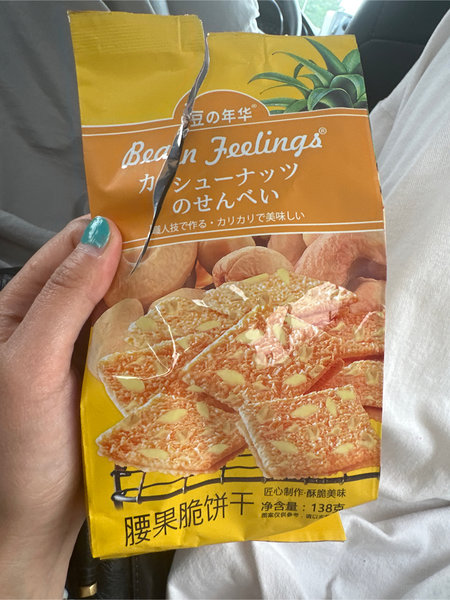 豆の年华®
Bean Feelings®
カシューナッツ
のせんべい
職人技で作る・カリカリで美味しい
匠心制作·酥脆美味
腰果脆饼干
净含量：138克